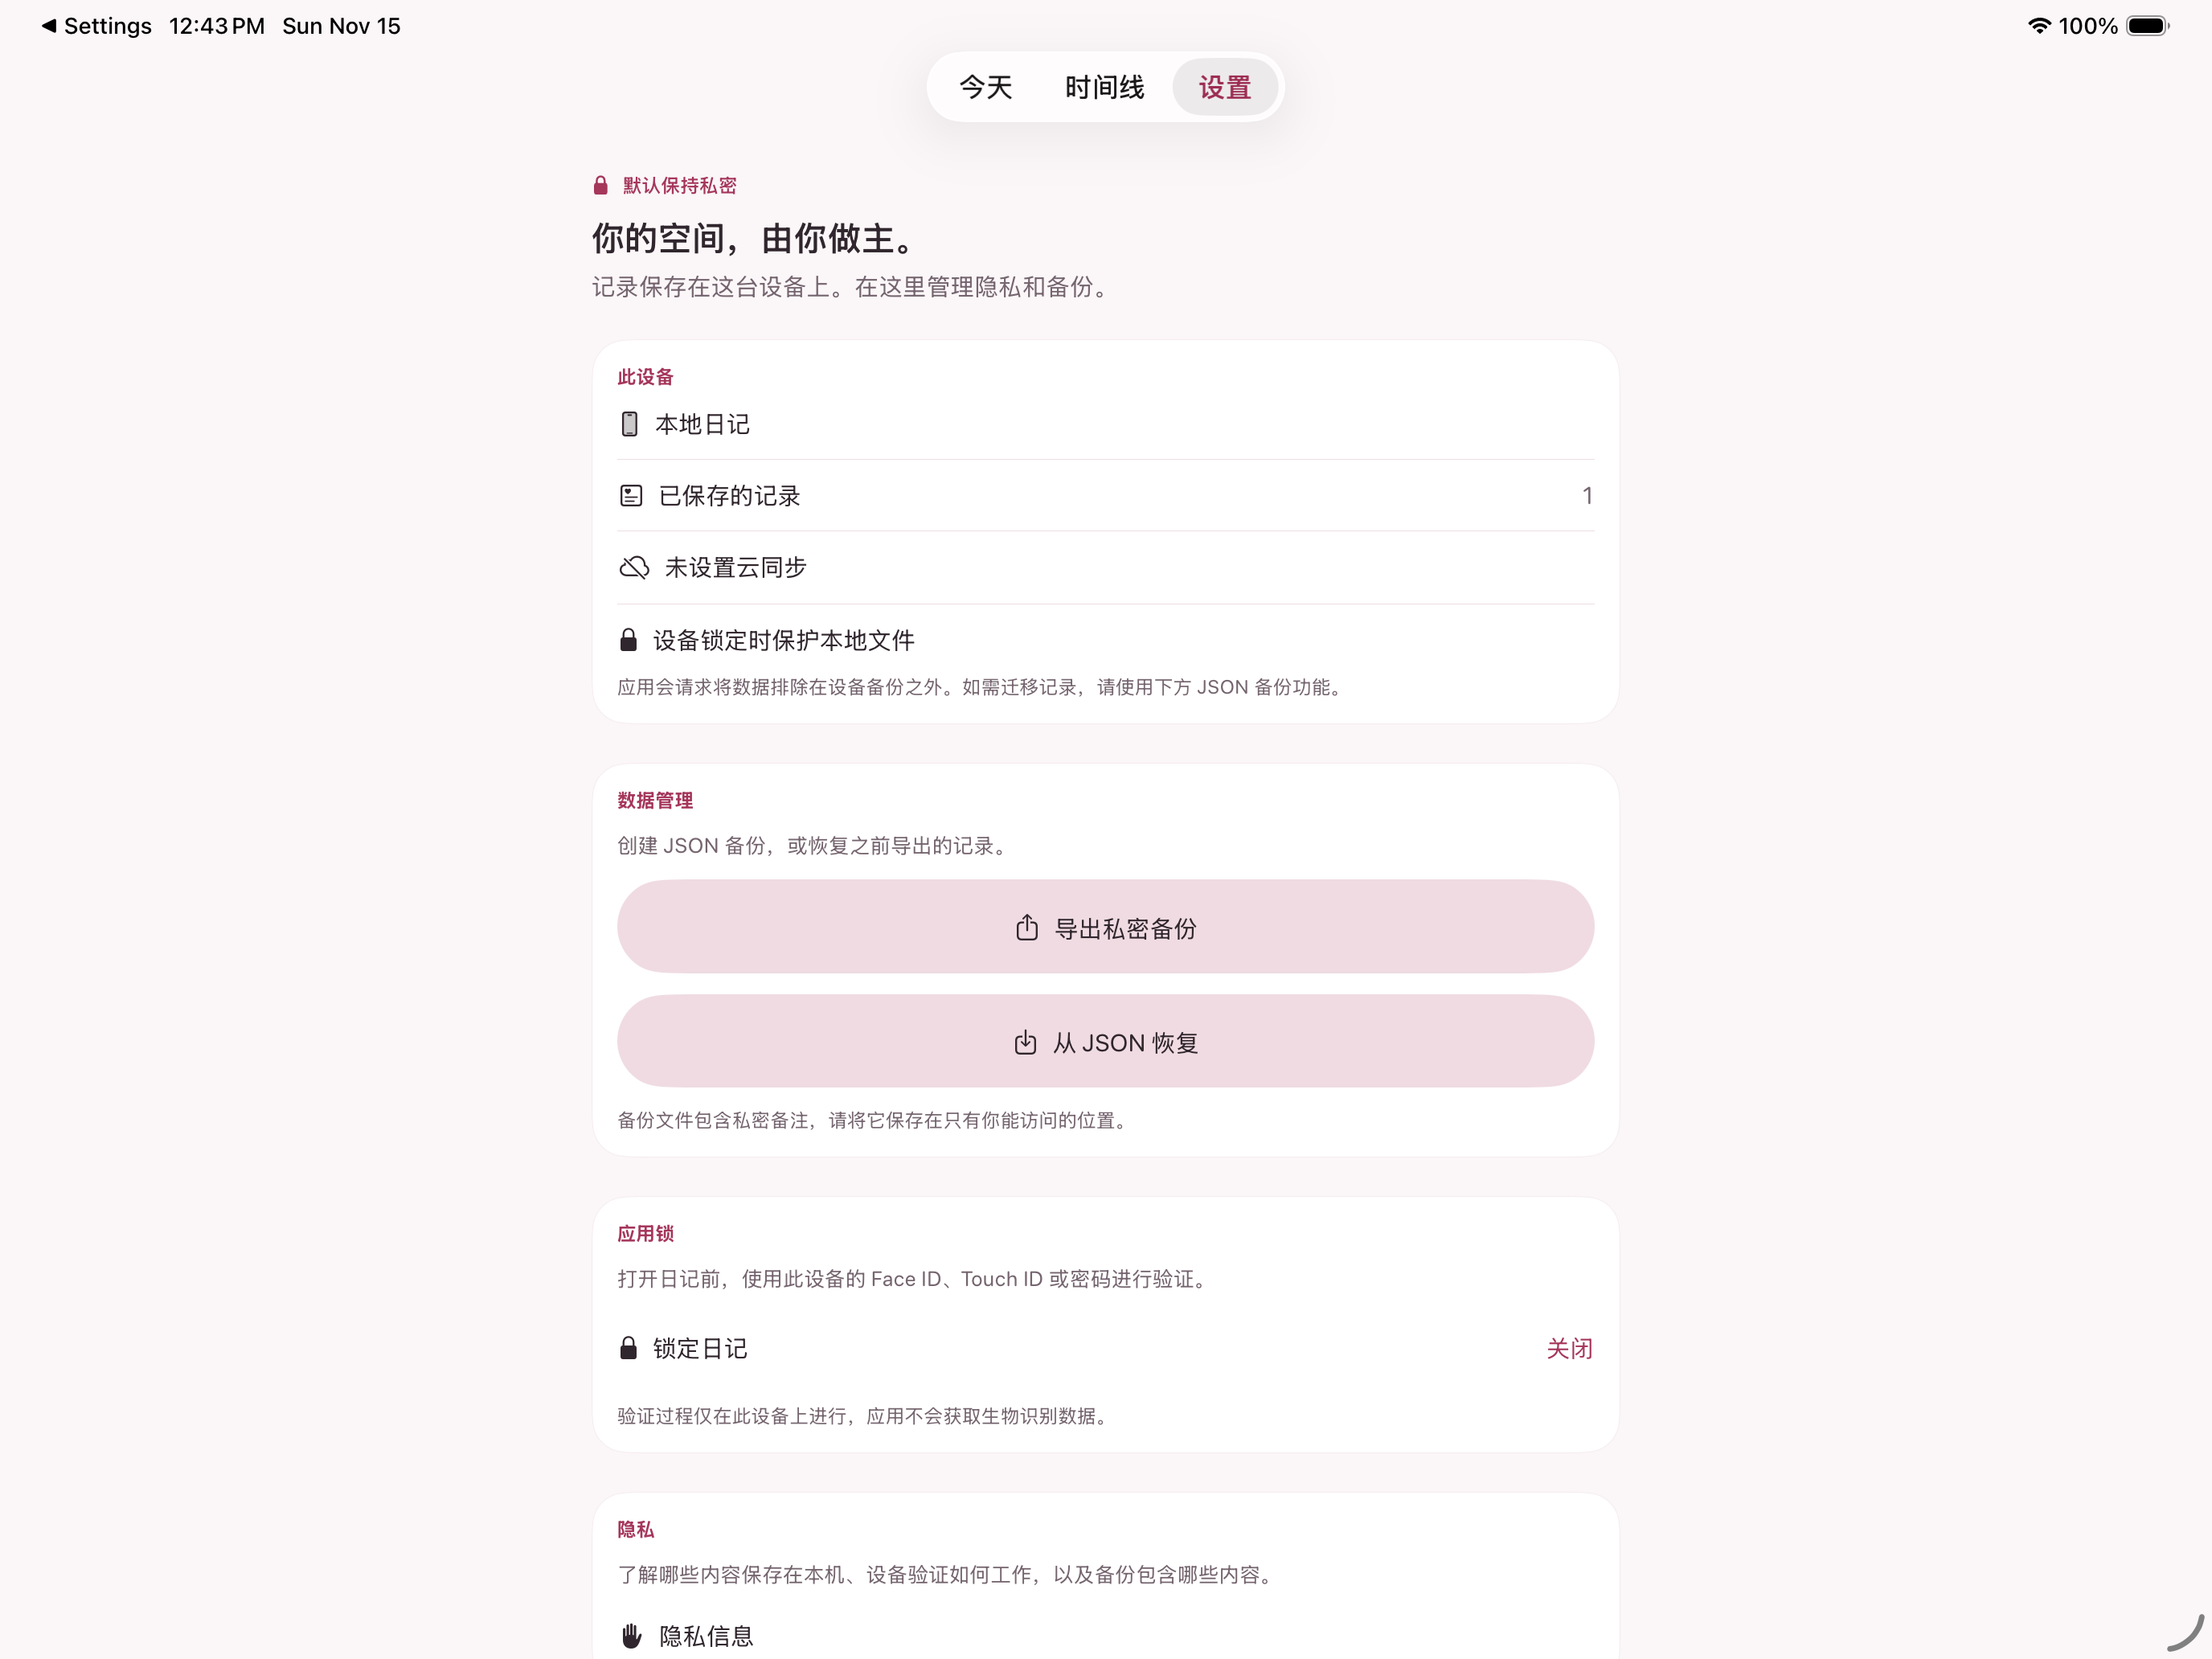 Settings 12:43 PM Sun Nov 15
100%
今天 时间线 设置
默认保持私密
你的空间，由你做主。
记录保存在这台设备上。在这里管理隐私和备份。
此设备
本地日记
已保存的记录 1
未设置云同步
设备锁定时保护本地文件
应用会请求将数据排除在设备备份之外。如需迁移记录，请使用下方 JSON 备份功能。
数据管理
创建 JSON 备份，或恢复之前导出的记录。
导出私密备份
从 JSON 恢复
备份文件包含私密备注，请将它保存在只有你能访问的位置。
应用锁
打开日记前，使用此设备的 Face ID、Touch ID 或密码进行验证。
锁定日记 关闭
验证过程仅在此设备上进行，应用不会获取生物识别数据。
隐私
了解哪些内容保存在本机、设备验证如何工作，以及备份包含哪些内容。
隐私信息